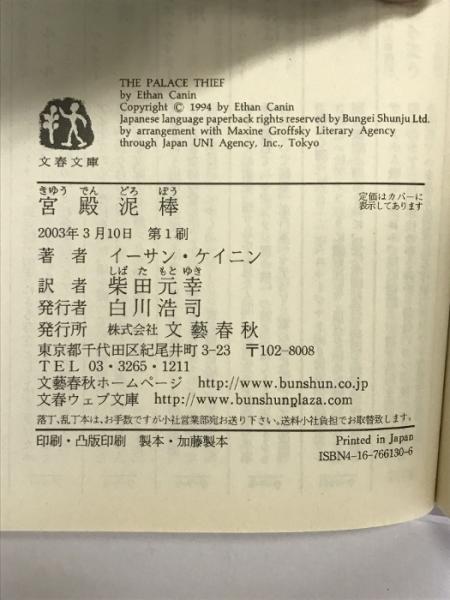 THE PALACE THIEF
by Ethan Canin
Copyright © 1994 by Ethan Canin
Japanese language paperback rights reserved by Bungei Shunju Ltd.
by arrangement with Maxine Groffsky Literary Agency
through Japan UNI Agency, Inc., Tokyo
文春文庫
きゅう でん どろ ぼう
宮殿泥棒
定価はカバーに
表示してあります
2003年3月10日 第1刷
著者 イーサン・ケイニン
しば た もと ゆき
訳者 柴田元幸
発行者 白川浩司
発行所 株式会社 文藝春秋
東京都千代田区紀尾井町3-23 〒102-8008
TEL 03・3265・1211
文藝春秋ホームページ http://www.bunshun.co.jp
文春ウェブ文庫 http://www.bunshunplaza.com
落丁、乱丁本は、お手数ですが小社営業部宛お送り下さい。送料小社負担でお取替致します。
印刷・凸版印刷 製本・加藤製本
Printed in Japan
ISBN4-16-766130-6